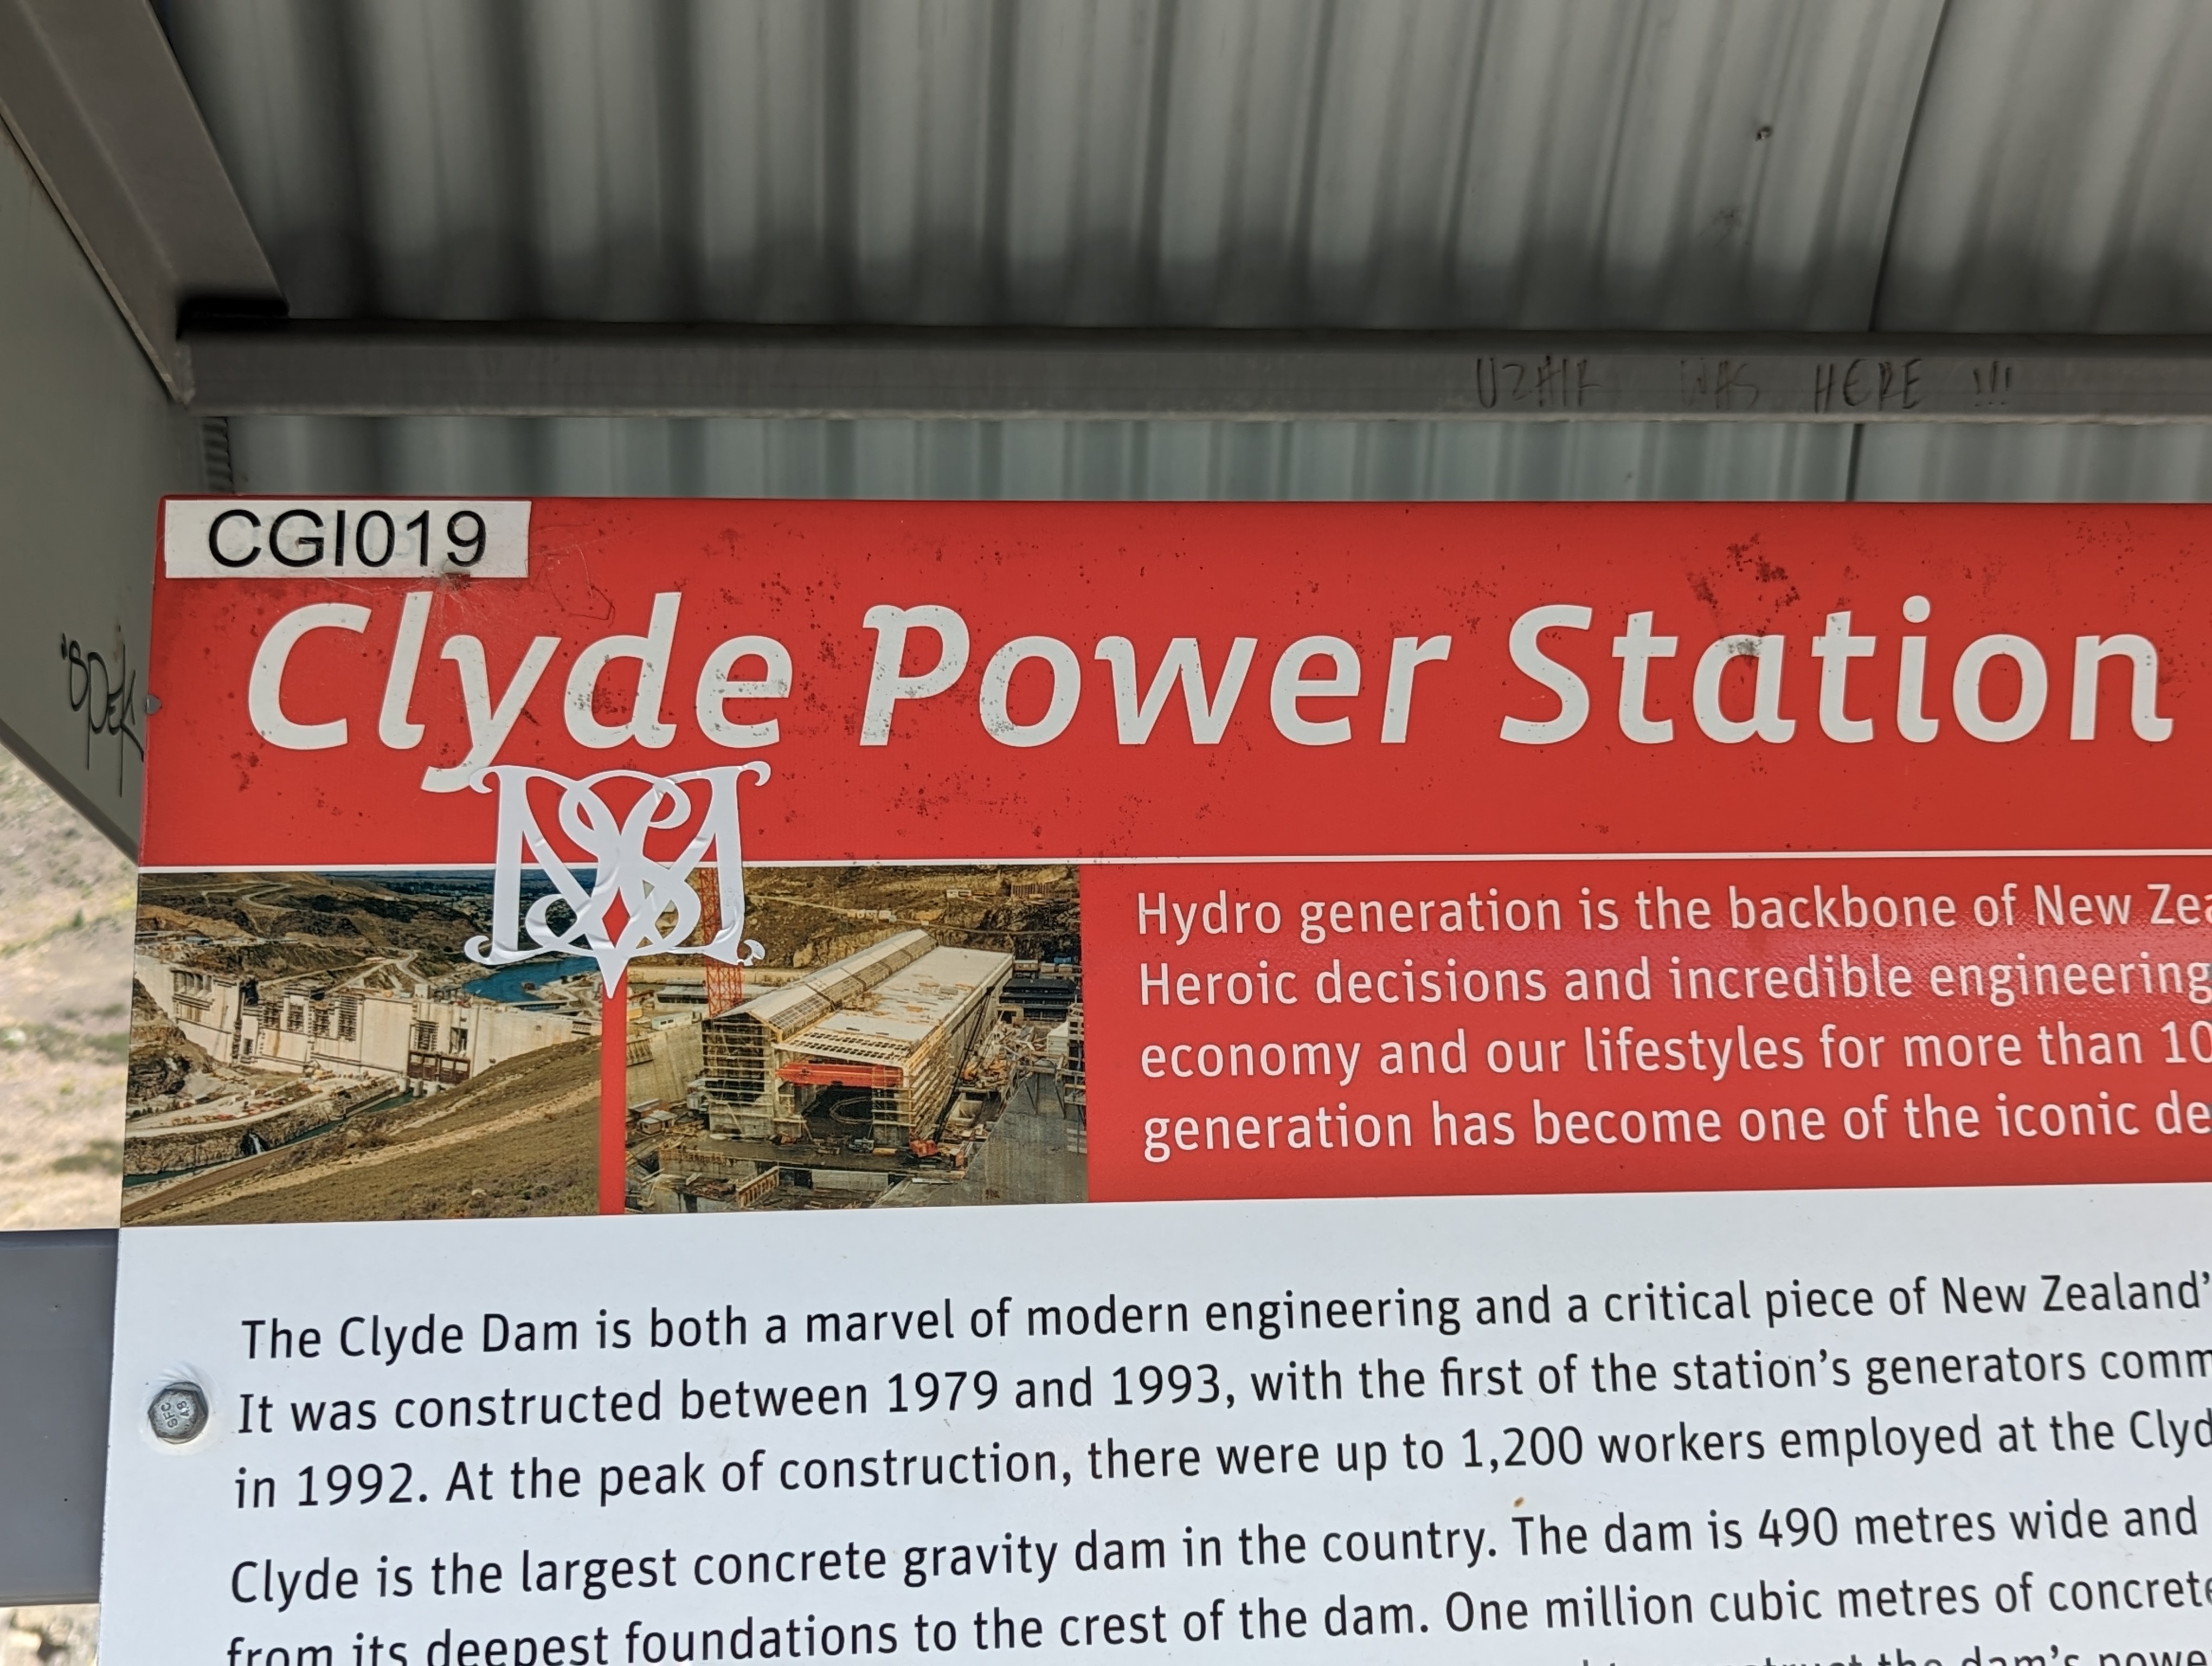 UZAIR WAS HERE !!!
CGI019
Clyde Power Station
Hydro generation is the backbone of New Zea
Heroic decisions and incredible engineering
economy and our lifestyles for more than 10
generation has become one of the iconic de
The Clyde Dam is both a marvel of modern engineering and a critical piece of New Zealand'
It was constructed between 1979 and 1993, with the first of the station's generators comm
in 1992. At the peak of construction, there were up to 1,200 workers employed at the Clyd
Clyde is the largest concrete gravity dam in the country. The dam is 490 metres wide and
from its deepest foundations to the crest of the dam. One million cubic metres of concrete
the dam's powe